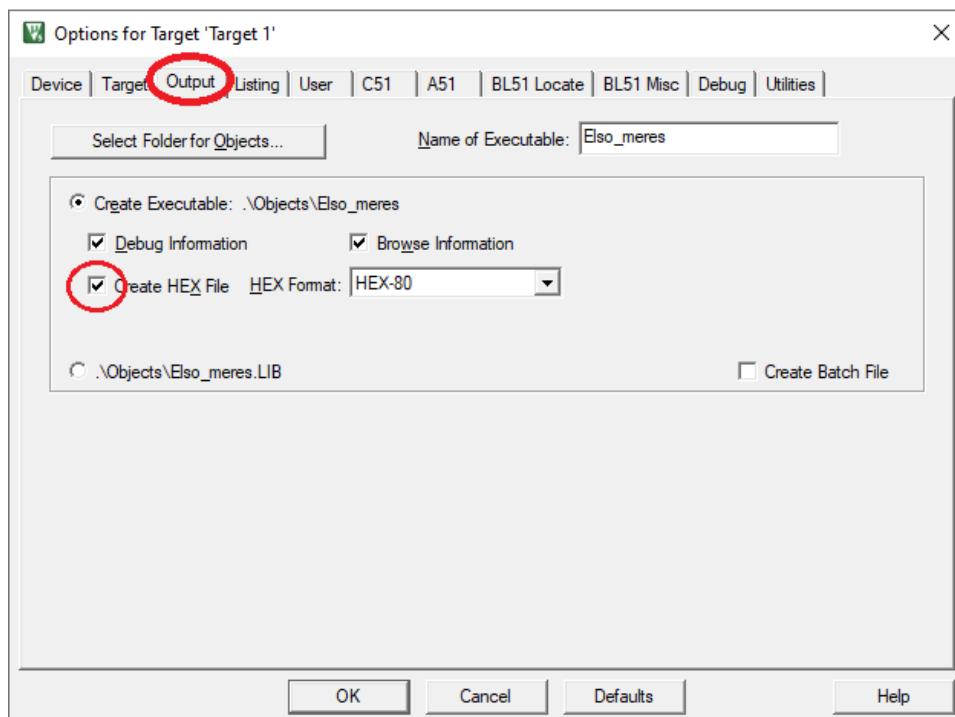 Options for Target 'Target 1'
Device Target Output Listing User C51 A51 BL51 Locate BL51 Misc Debug Utilities
Select Folder for Objects... Name of Executable: Elso_meres
Create Executable: .\Objects\Elso_meres
Debug Information Browse Information
Create HEX File HEX Format: HEX-80
.\Objects\Elso_meres.LIB Create Batch File
OK Cancel Defaults Help